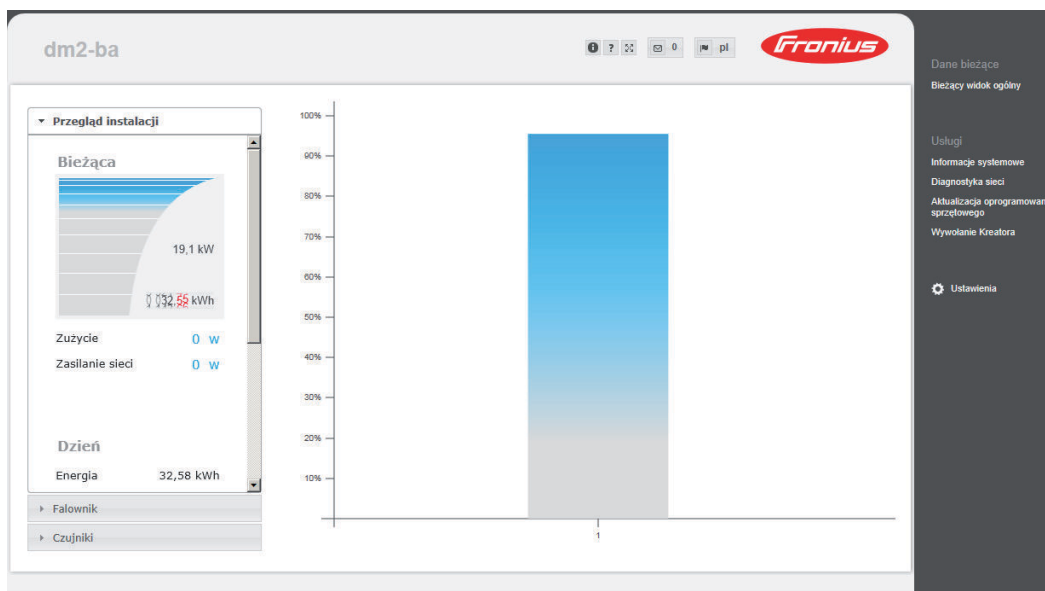 dm2-ba
0
pl
Fronius
Przegląd instalacji
Bieżąca
19,1 kW
032.55 kWh
Zużycie 0 W
Zasilanie sieci 0 W
Dzień
Energia 32,58 kWh
Falownik
Czujniki
100%
90%
80%
70%
60%
50%
40%
30%
20%
10%
1
Dane bieżące
Bieżący widok ogólny
Usługi
Informacje systemowe
Diagnostyka sieci
Aktualizacja oprogramowan
sprzętowego
Wywołanie Kreatora
Ustawienia